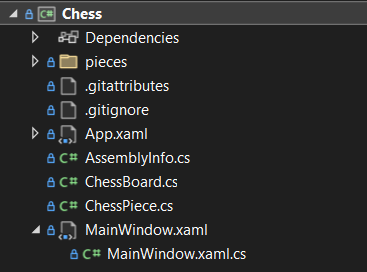 C# Chess
Dependencies
pieces
.gitattributes
.gitignore
App.xaml
C# AssemblyInfo.cs
C# ChessBoard.cs
C# ChessPiece.cs
MainWindow.xaml
C# MainWindow.xaml.cs